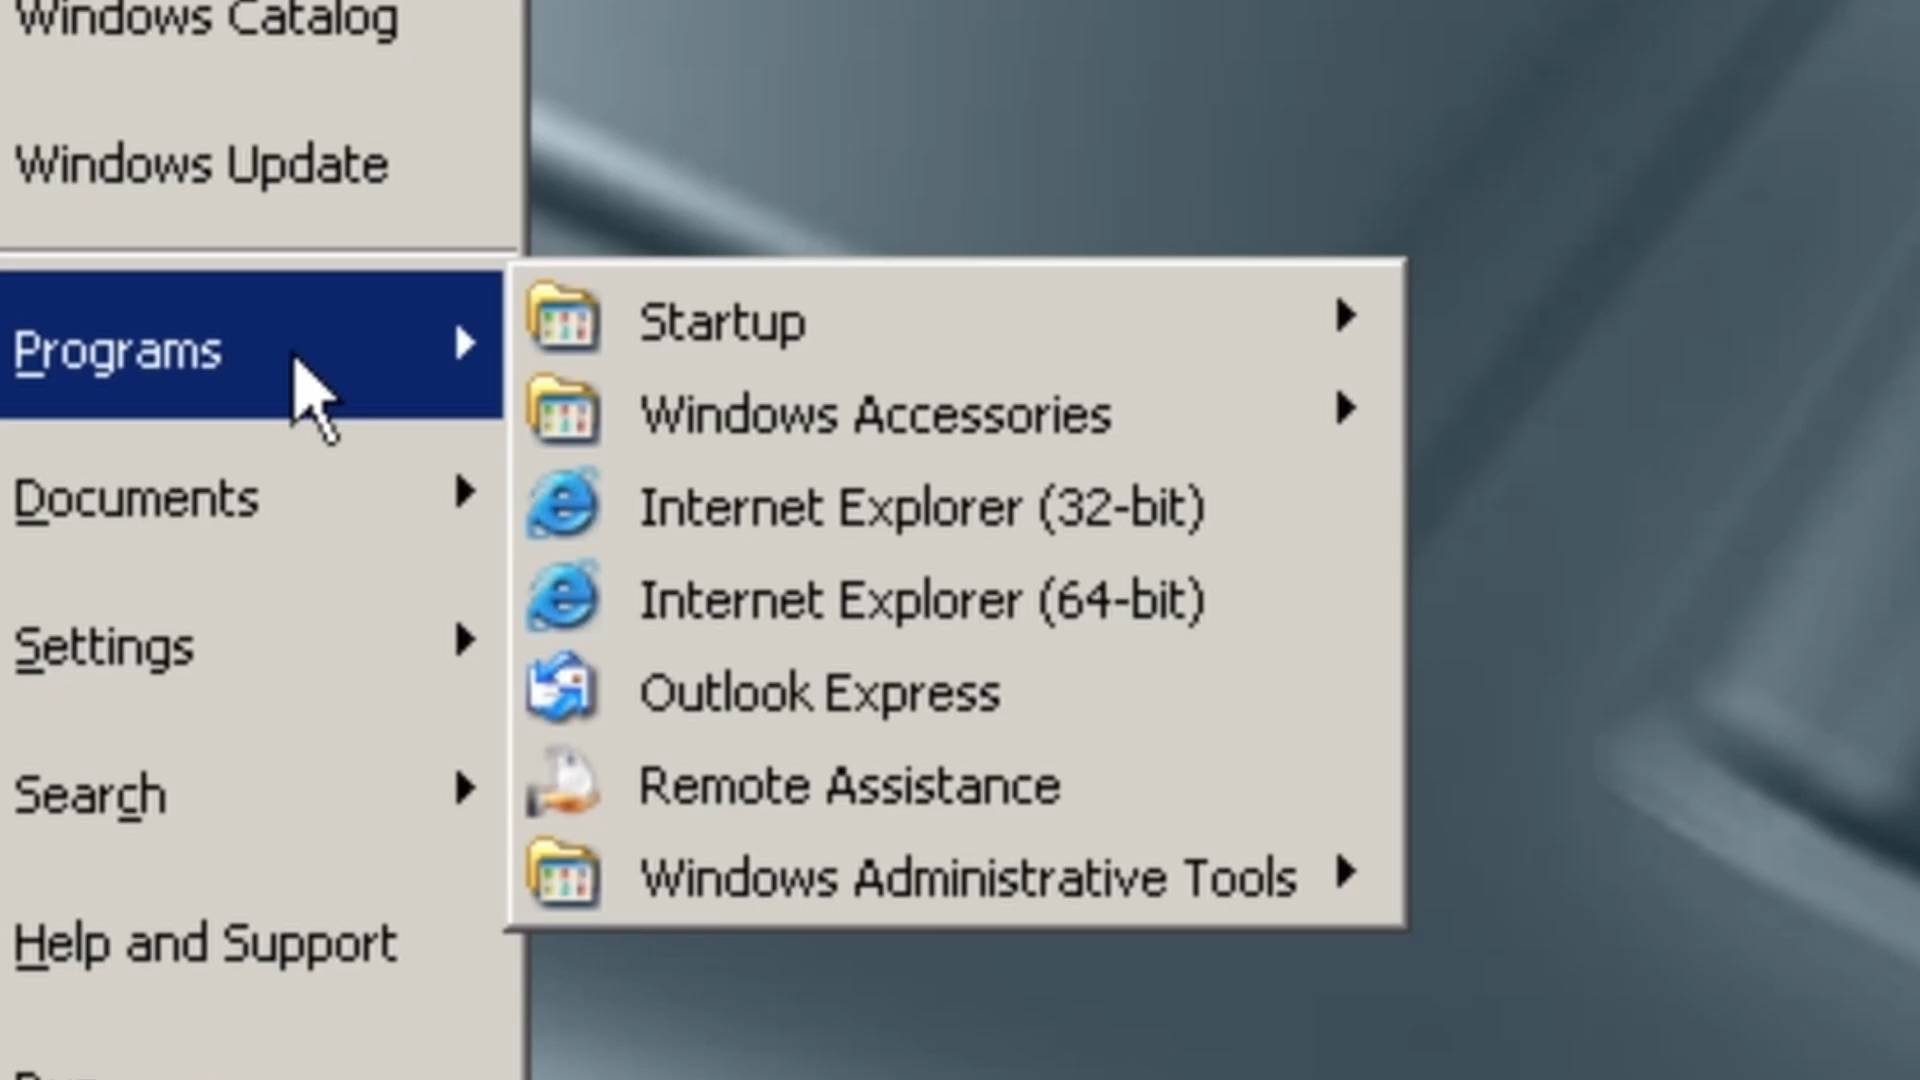 Windows Catalog
Windows Update
Programs
Documents
Settings
Search
Help and Support
Startup
Windows Accessories
Internet Explorer (32-bit)
Internet Explorer (64-bit)
Outlook Express
Remote Assistance
Windows Administrative Tools